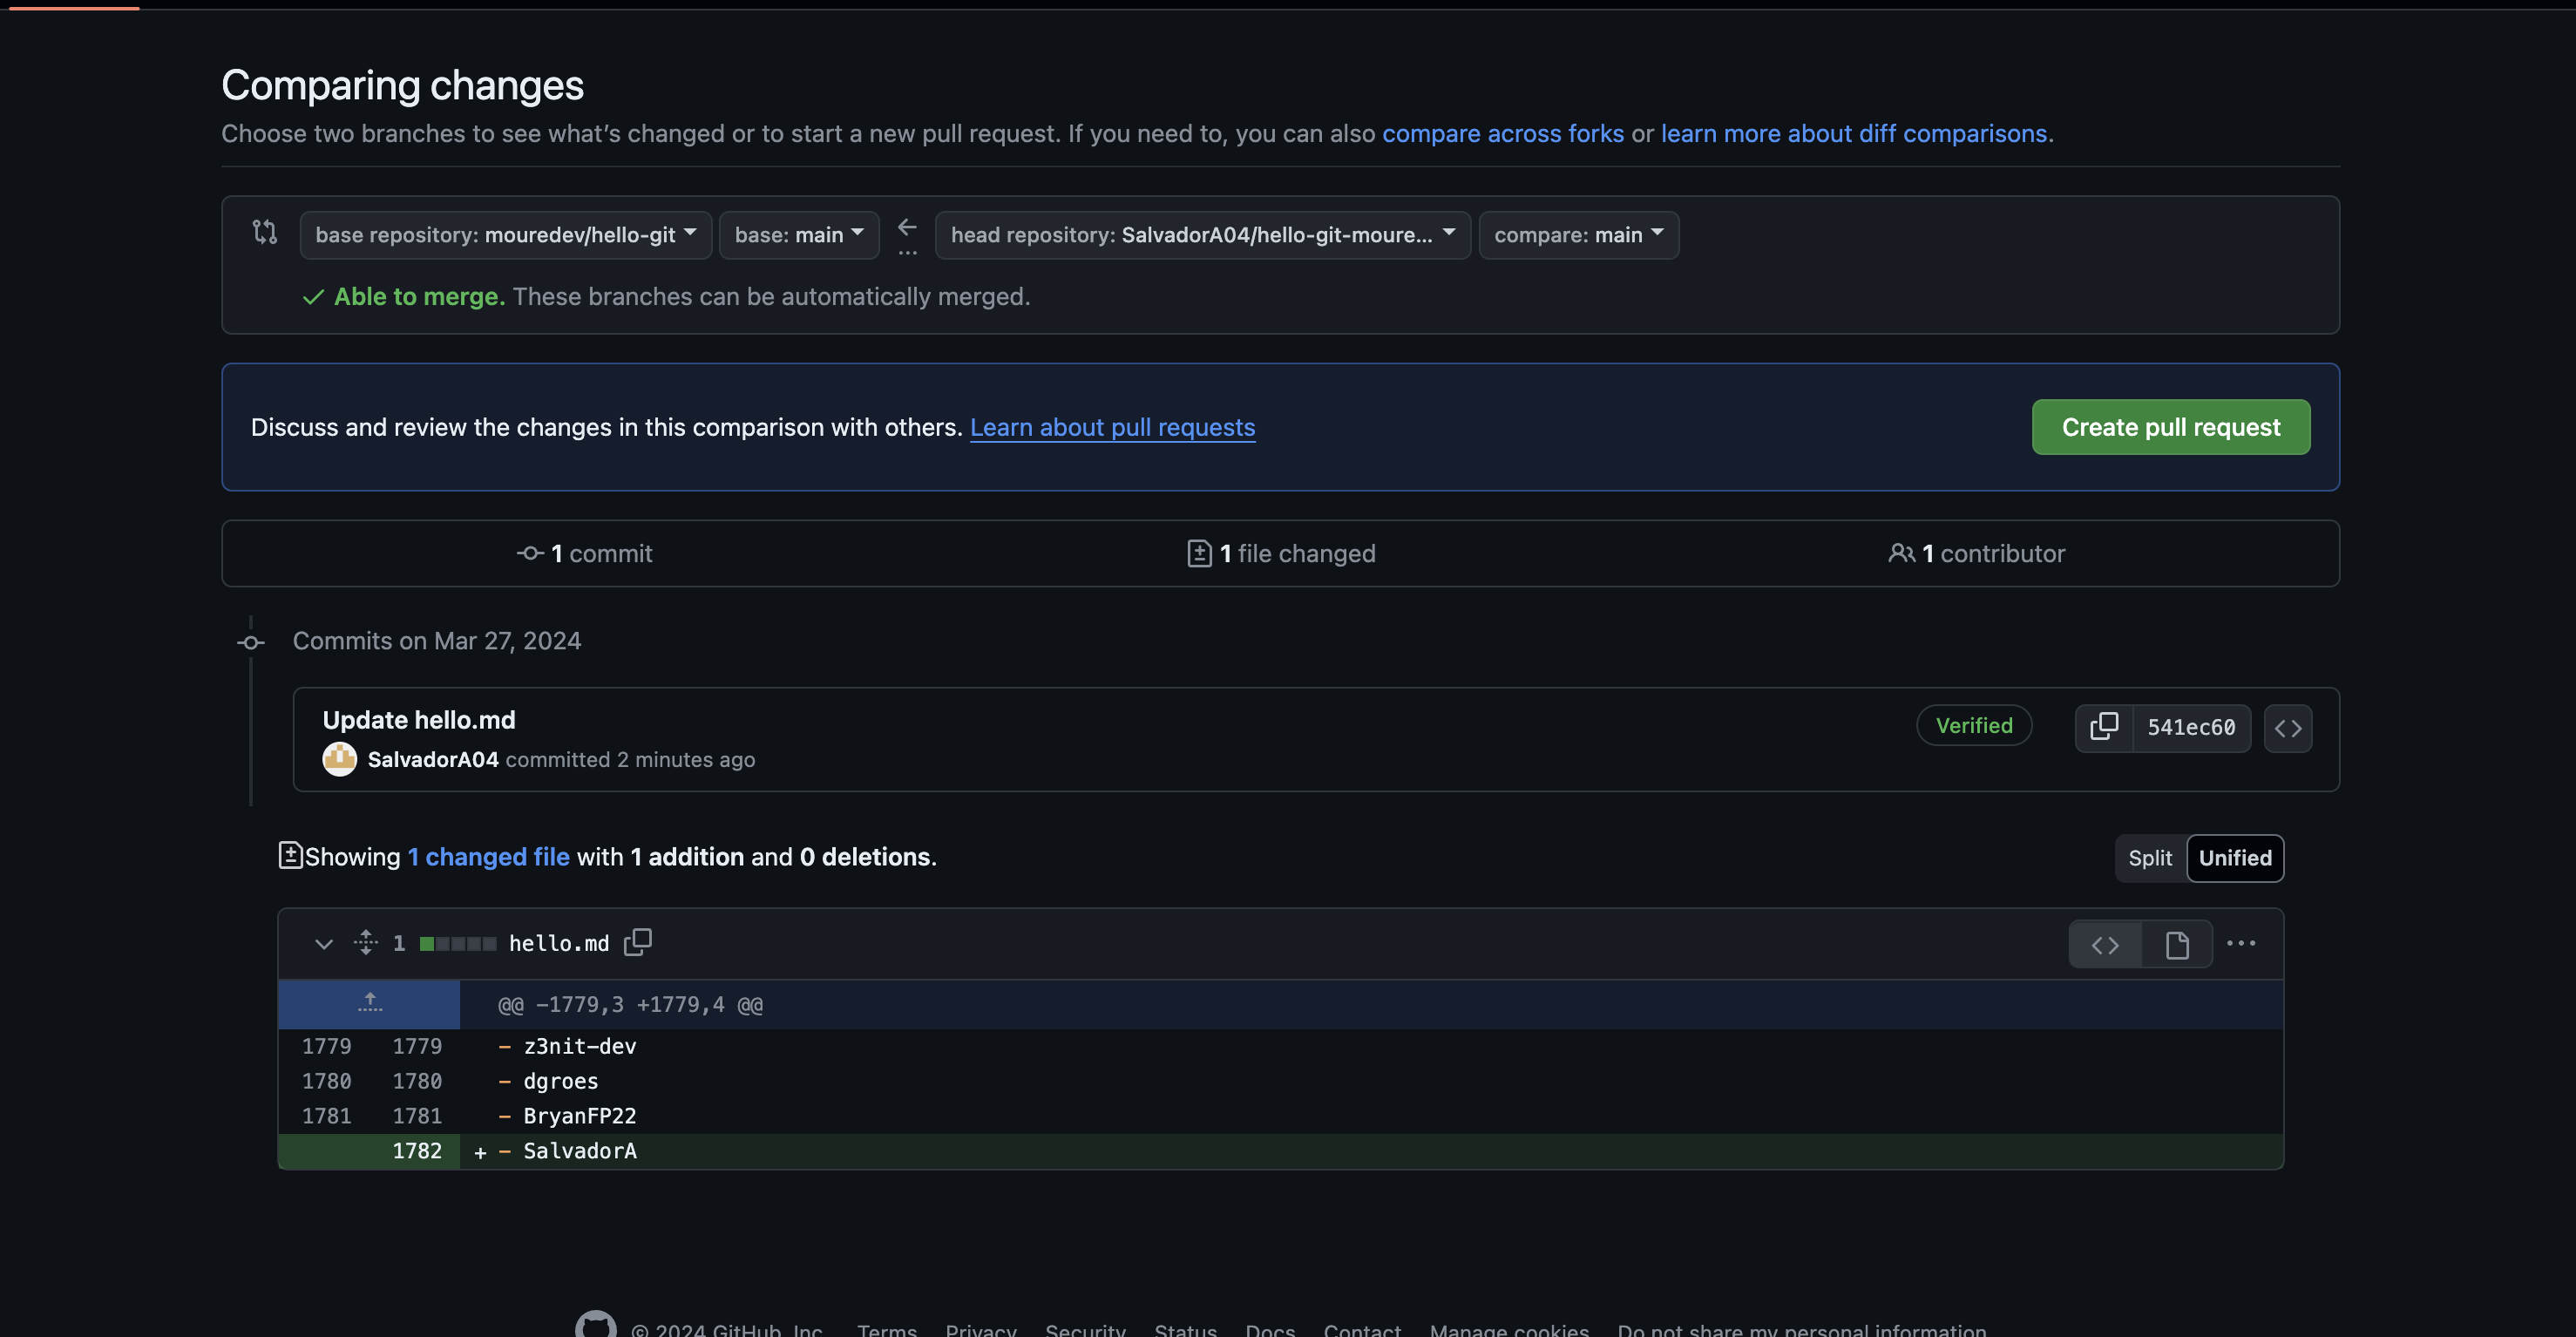 Comparing changes
Choose two branches to see what’s changed or to start a new pull request. If you need to, you can also compare across forks or learn more about diff comparisons.
base repository: mouredev/hello-git base: main ... head repository: SalvadorA04/hello-git-moure... compare: main
Able to merge. These branches can be automatically merged.
Discuss and review the changes in this comparison with others. Learn about pull requests Create pull request
1 commit 1 file changed 1 contributor
Commits on Mar 27, 2024
Update hello.md
SalvadorA04 committed 2 minutes ago Verified 541ec60
Showing 1 changed file with 1 addition and 0 deletions. Split Unified
1 hello.md
@@ -1779,3 +1779,4 @@
1779 1779 - z3nit-dev
1780 1780 - dgroes
1781 1781 - BryanFP22
1782 + - SalvadorA
© 2024 GitHub, Inc. Terms Privacy Security Status Docs Contact Manage cookies Do not share my personal information